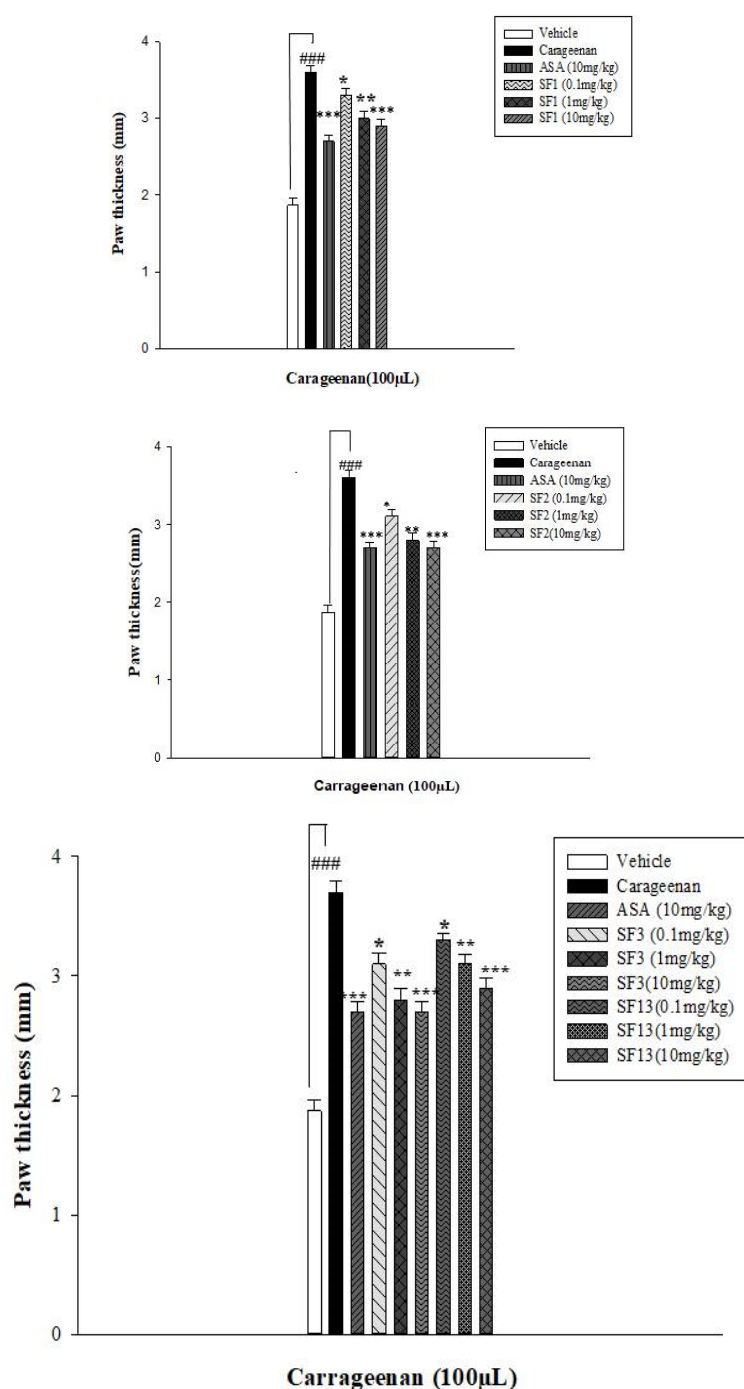 Vehicle
Carageenan
ASA (10mg/kg)
SF1 (0.1mg/kg)
SF1 (1mg/kg)
SF1 (10mg/kg)
4
3
2
1
0
###
***
*
**
***
Paw thickness (mm)
Carageenan(100μL)
Vehicle
Carageenan
ASA (10mg/kg)
SF2 (0.1mg/kg)
SF2 (1mg/kg)
SF2(10mg/kg)
4
3
2
1
0
###
***
*
**
***
Paw thickness(mm)
Carrageenan (100μL)
Vehicle
Carageenan
ASA (10mg/kg)
SF3 (0.1mg/kg)
SF3 (1mg/kg)
SF3(10mg/kg)
SF13(0.1mg/kg)
SF13(1mg/kg)
SF13(10mg/kg)
4
3
2
1
0
###
***
*
**
***
*
**
***
Paw thickness (mm)
Carrageenan (100μL)